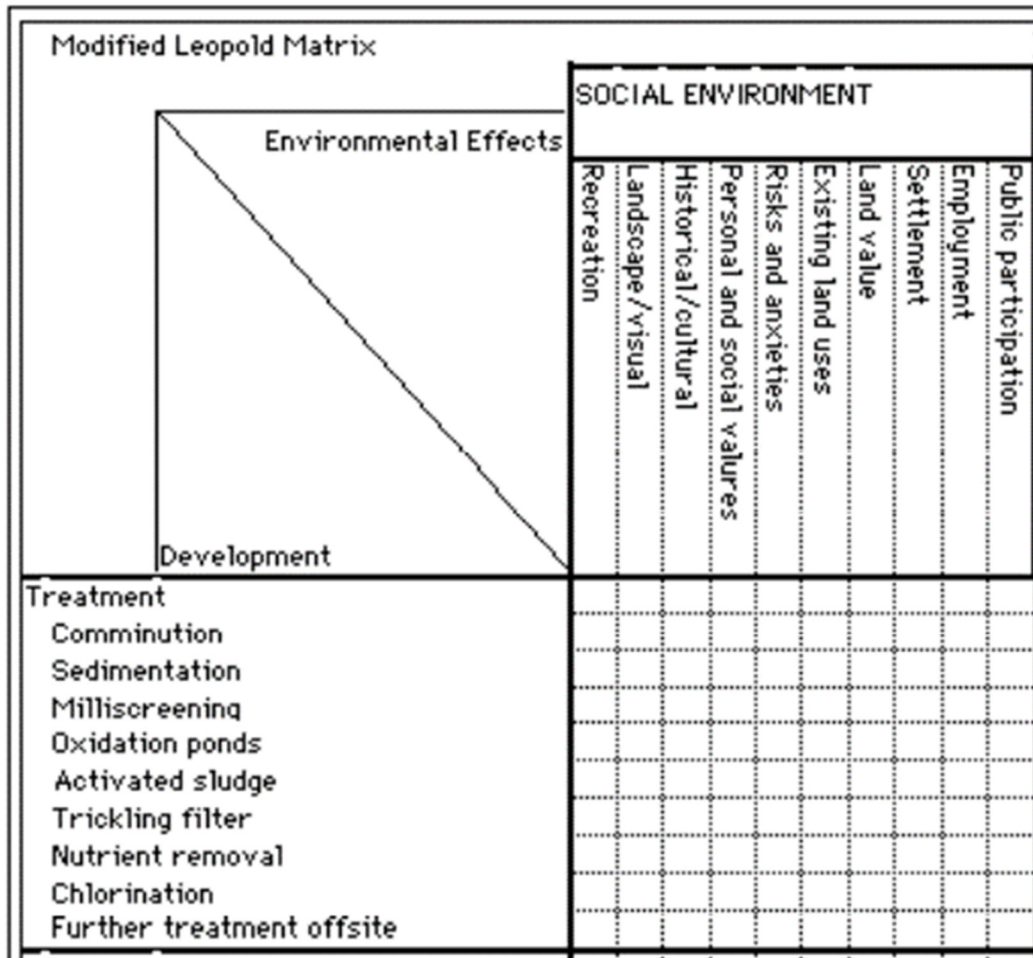 Modified Leopold Matrix
SOCIAL ENVIRONMENT
Environmental Effects
Recreation
Landscape/visual
Historical/cultural
Personal and social valures
Risks and anxieties
Existing land uses
Land value
Settlement
Employment
Public participation
Development
Treatment
Comminution
Sedimentation
Milliscreening
Oxidation ponds
Activated sludge
Trickling filter
Nutrient removal
Chlorination
Further treatment offsite